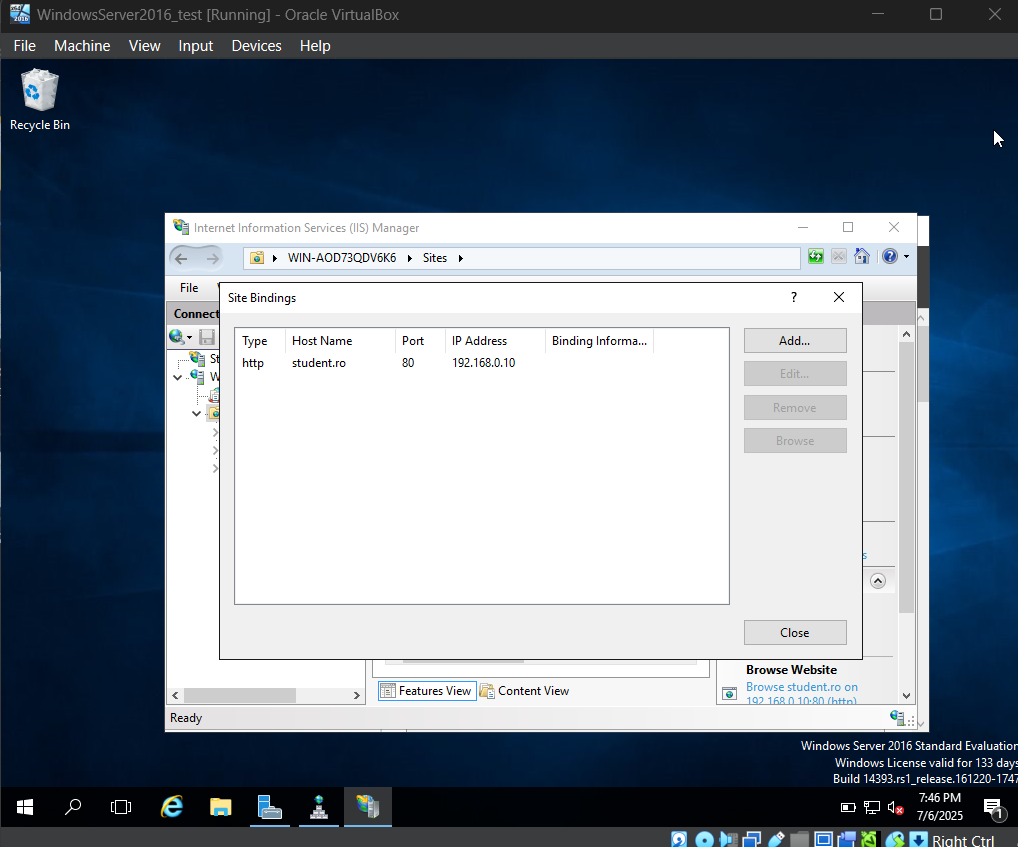 WindowsServer2016_test [Running] - Oracle VirtualBox
File Machine View Input Devices Help
Recycle Bin
Internet Information Services (IIS) Manager
WIN-AOD73QDV6K6 Sites
File
Site Bindings
Connect
Type Host Name Port IP Address Binding Informa...
http student.ro 80 192.168.0.10
Add...
Edit...
Remove
Browse
St
W
s
Close
Browse Website
Browse student.ro on
192.168.0.10:80 (http)
Features View Content View
Ready
Windows Server 2016 Standard Evaluation
Windows License valid for 133 days
Build 14393.rs1_release.161220-1747
7:46 PM
7/6/2025
1
Right Ctrl